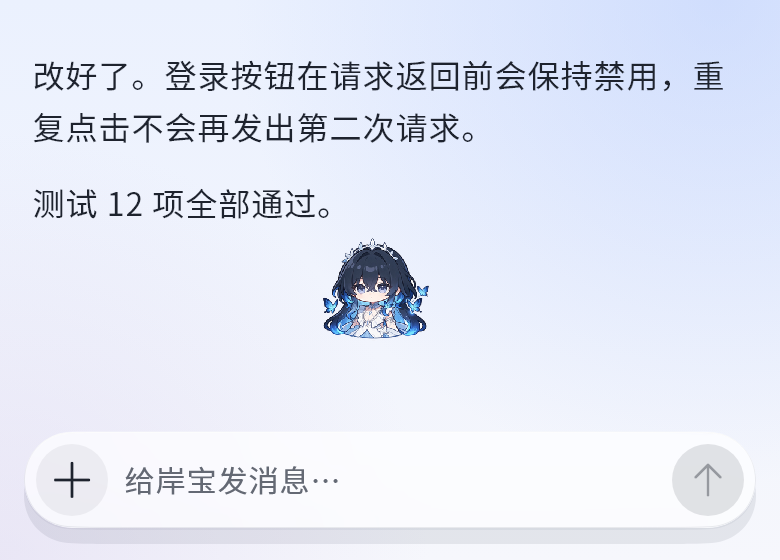 改好了。登录按钮在请求返回前会保持禁用，重
复点击不会再发出第二次请求。
测试 12 项全部通过。
给岸宝发消息…